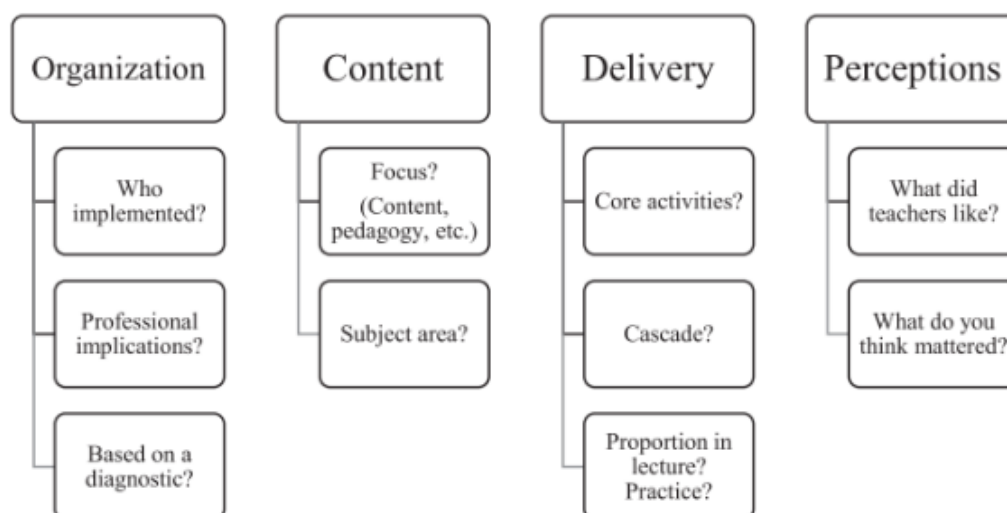 Organization
Who
implemented?
Professional
implications?
Based on a
diagnostic?
Content
Focus?
(Content,
pedagogy, etc.)
Subject area?
Delivery
Core activities?
Cascade?
Proportion in
lecture?
Practice?
Perceptions
What did
teachers like?
What do you
think mattered?